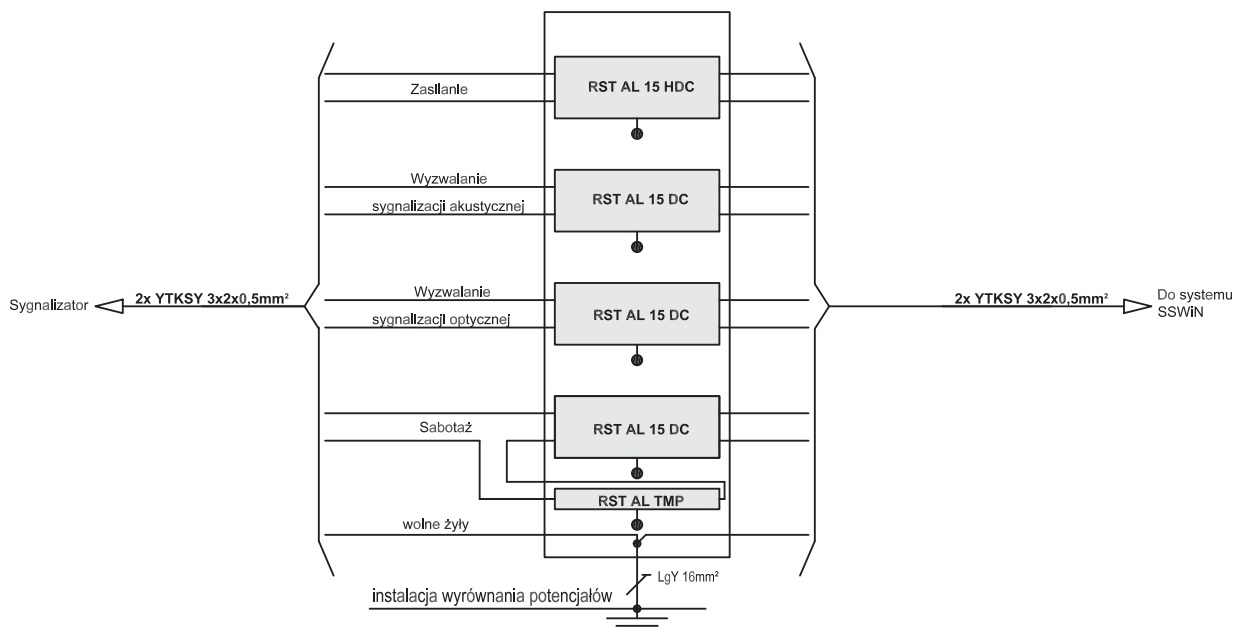 RST AL 15 HDC
Zasilanie
Wyzwalanie
RST AL 15 DC
sygnalizacji akustycznej
Wyzwalanie
Sygnalizator
2x YTKSY 3x2x0,5mm²
RST AL 15 DC
sygnalizacji optycznej
2x YTKSY 3x2x0,5mm²
Do systemu
SSWiN
Sabotaż
RST AL 15 DC
RST AL TMP
wolne żyły
LgY 16mm²
instalacja wyrównania potencjałów